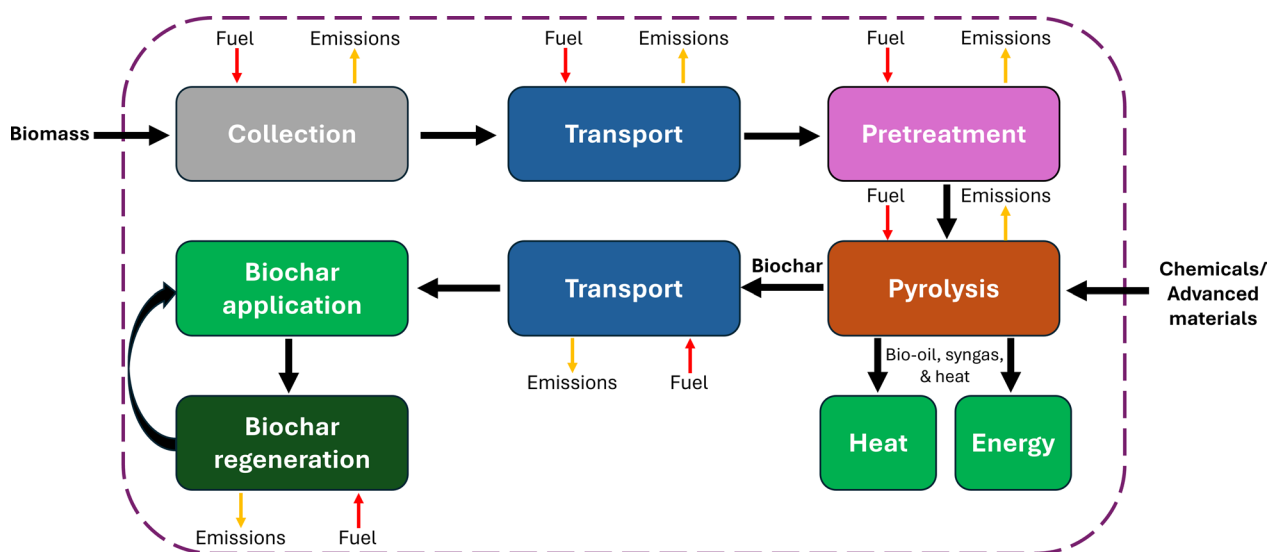 Fuel
Emissions
Fuel
Emissions
Fuel
Emissions
Biomass
Collection
Transport
Pretreatment
Fuel
Emissions
Biochar
application
Transport
Biochar
Pyrolysis
Chemicals/
Advanced
materials
Emissions
Fuel
Bio-oil, syngas,
& heat
Biochar
regeneration
Heat
Energy
Emissions
Fuel